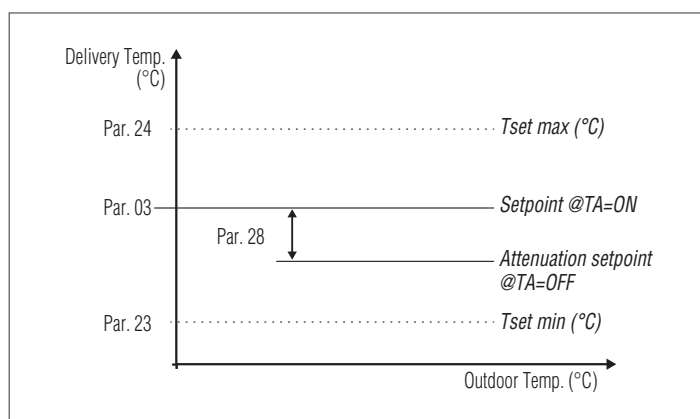 Delivery Temp.
(°C)
Par. 24
Tset max (°C)
Par. 03
Setpoint @TA=ON
Par. 28
Attenuation setpoint
@TA=OFF
Par. 23
Tset min (°C)
Outdoor Temp. (°C)